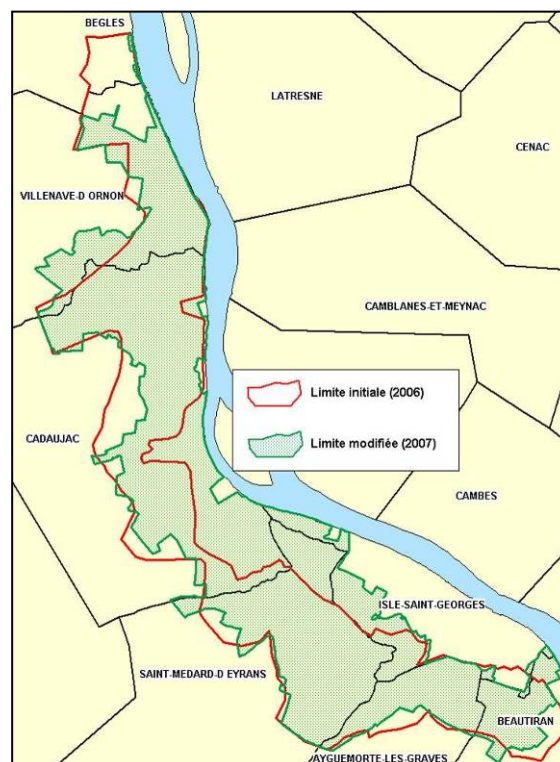 BEGLES
LATRESNE
CENAC
VILLENAVE-D ORNON
CAMBLANES-ET-MEYNAC
Limite initiale (2006)
Limite modifiée (2007)
CADAUJAC
CAMBES
ISLE-SAINT-GEORGES
SAINT-MEDARD-D EYRANS
BEAUTIRAN
AYGUEMORTE-LES GRAVES